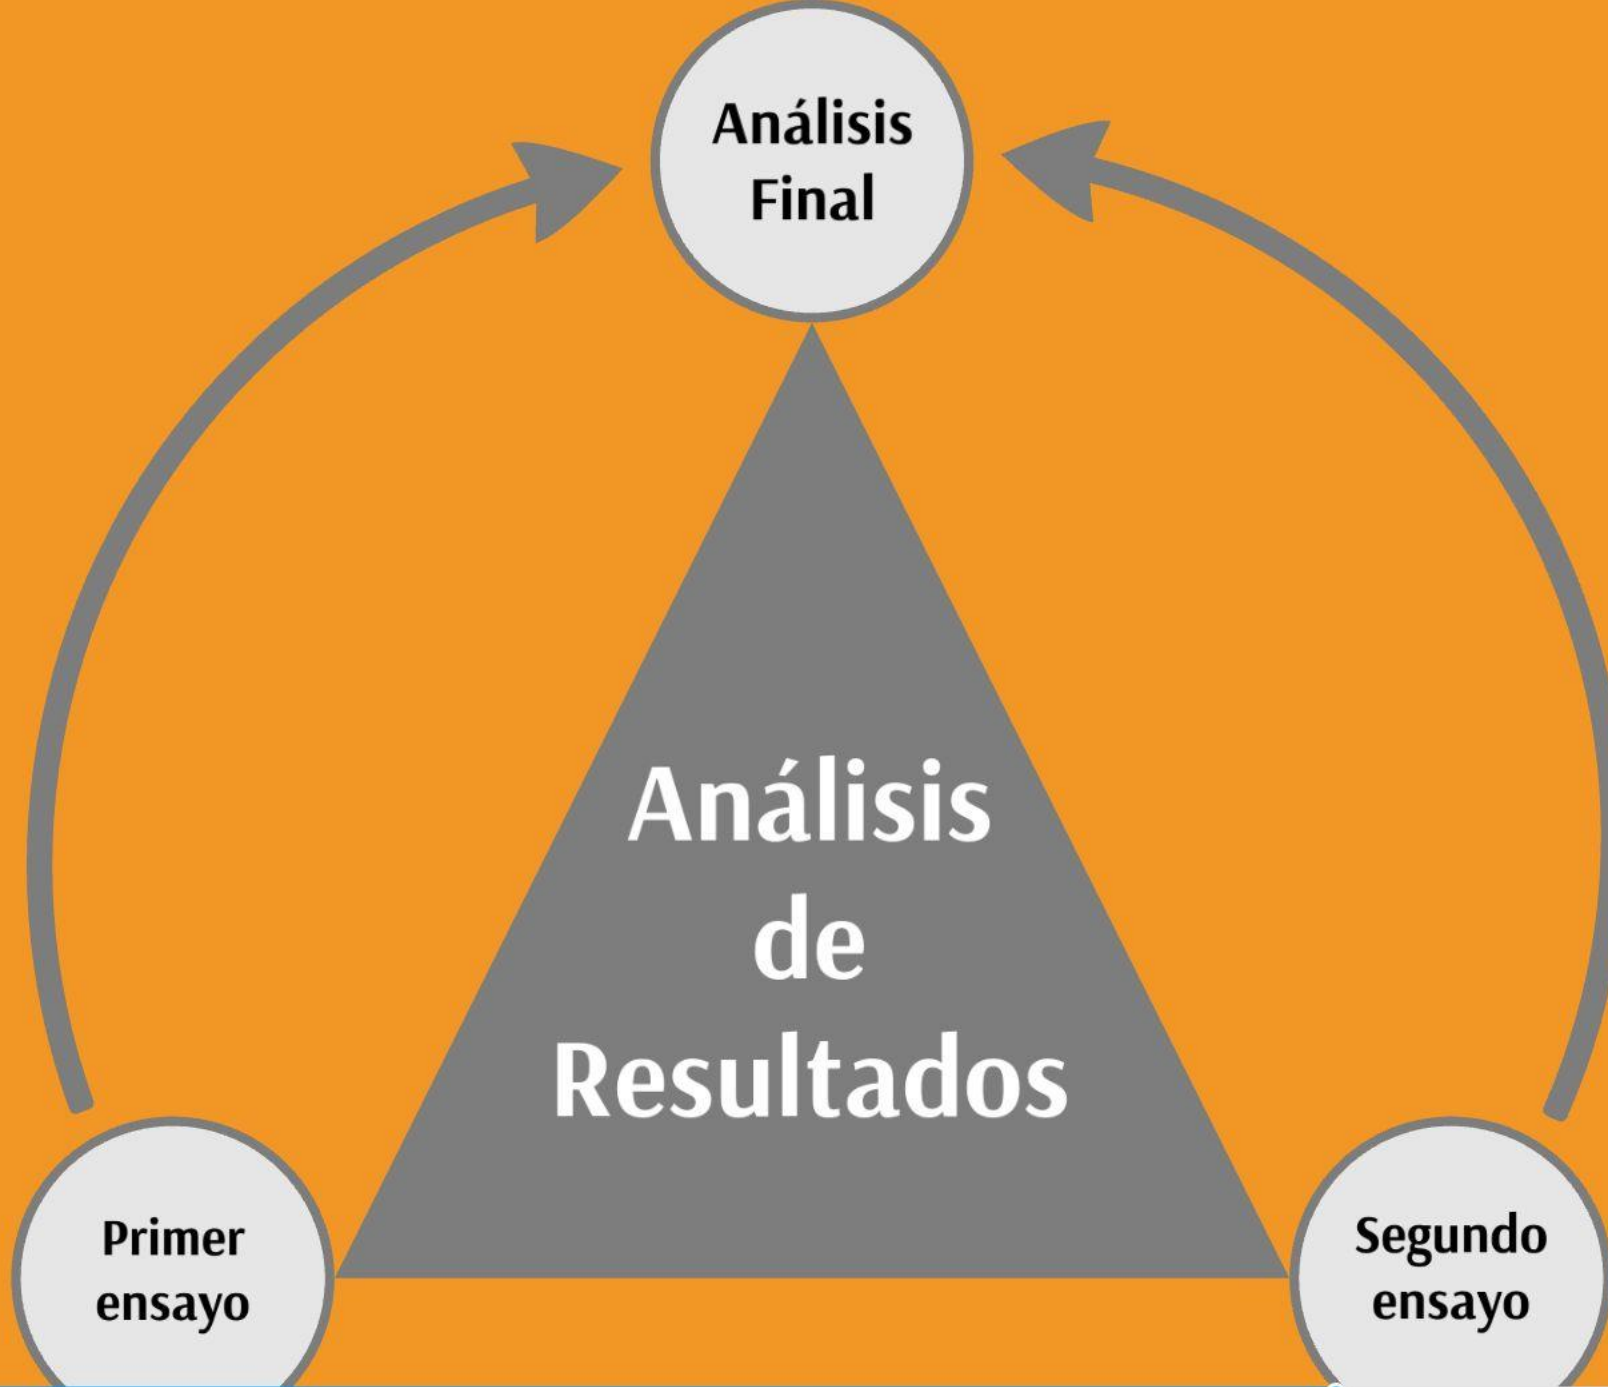 Análisis
Final
Análisis
de
Resultados
Primer
ensayo
Segundo
ensayo